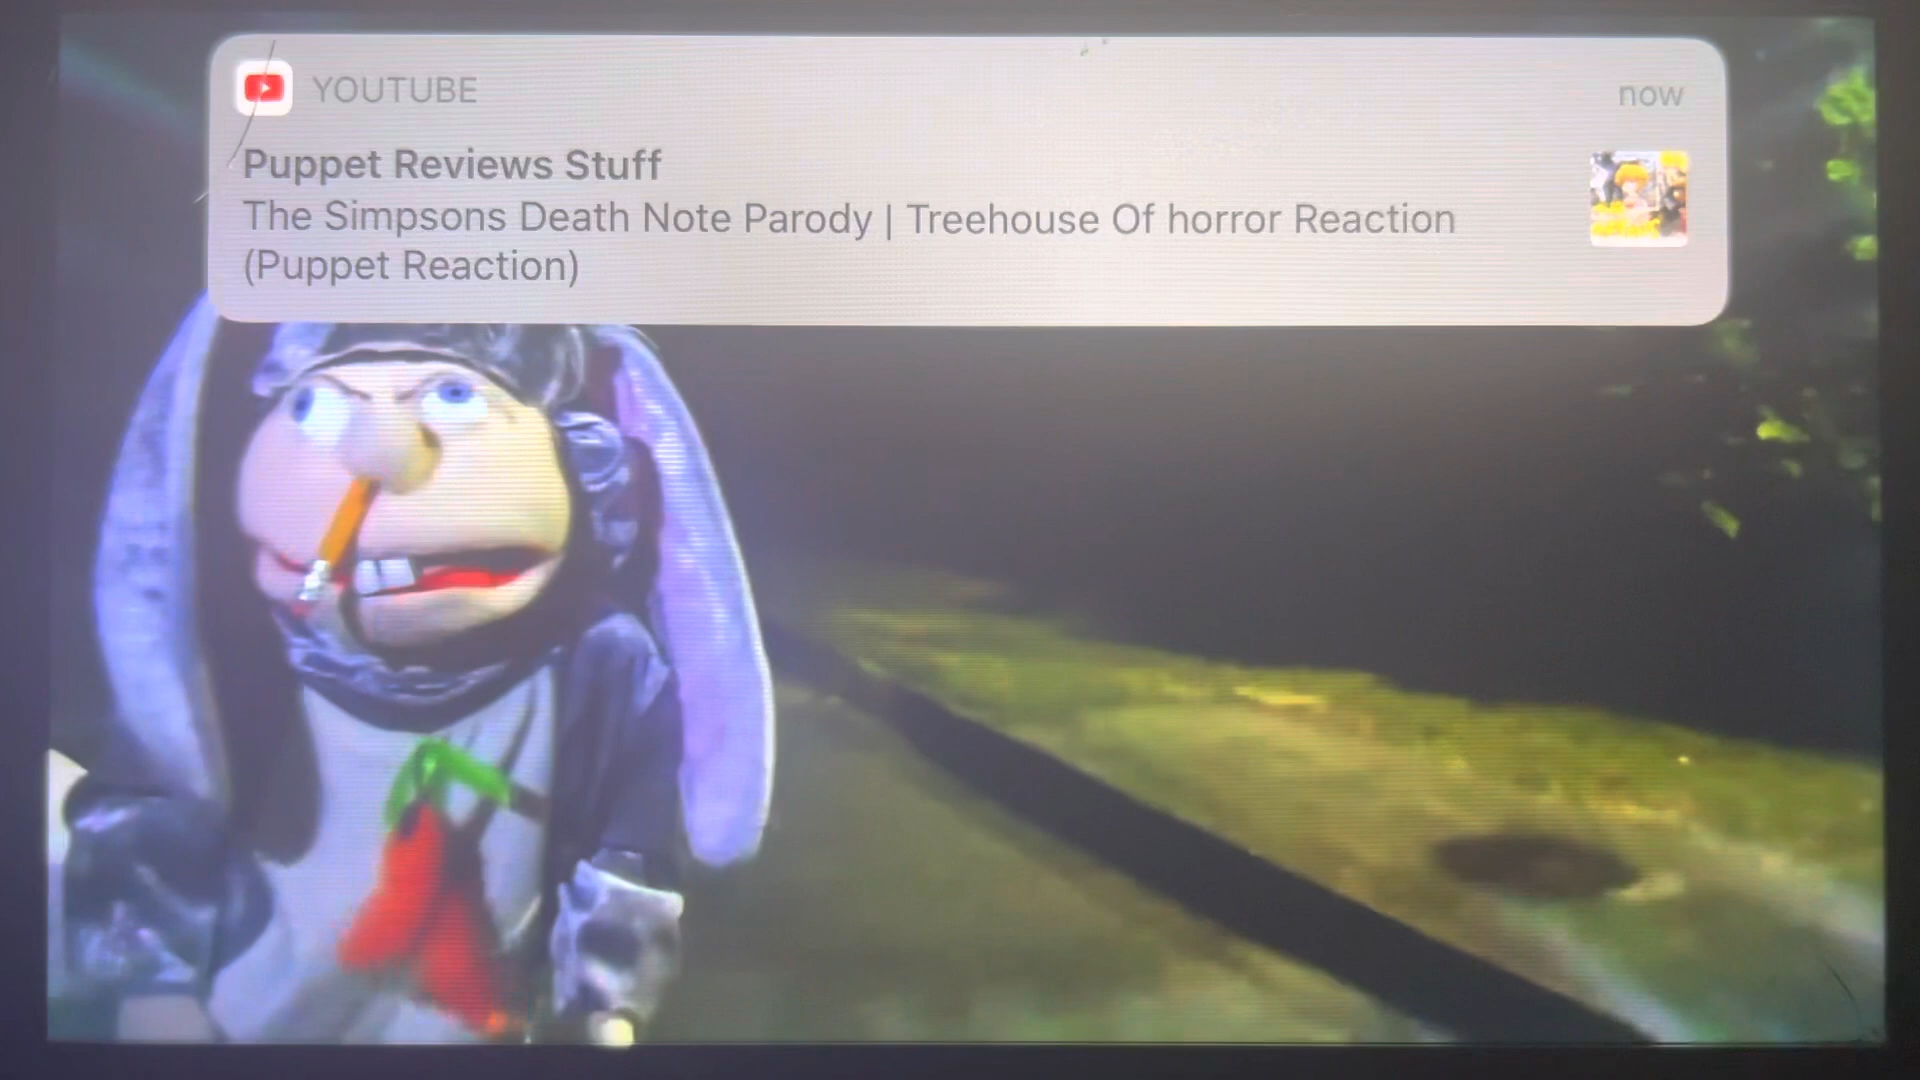 YOUTUBE
now
Puppet Reviews Stuff
The Simpsons Death Note Parody | Treehouse Of horror Reaction
(Puppet Reaction)